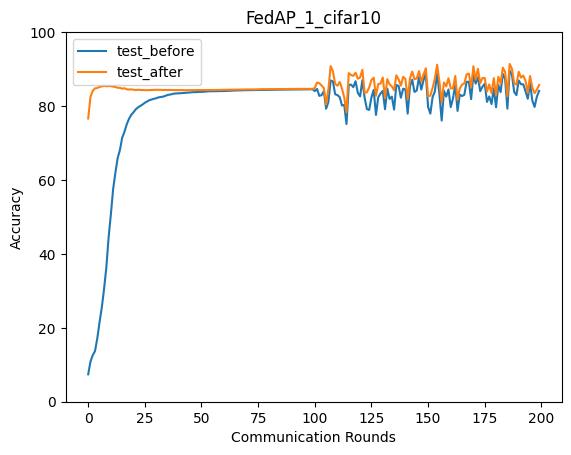 FedAP_1_cifar10
test_before
test_after
100
80
60
40
20
0
Accuracy
0 25 50 75 100 125 150 175 200
Communication Rounds